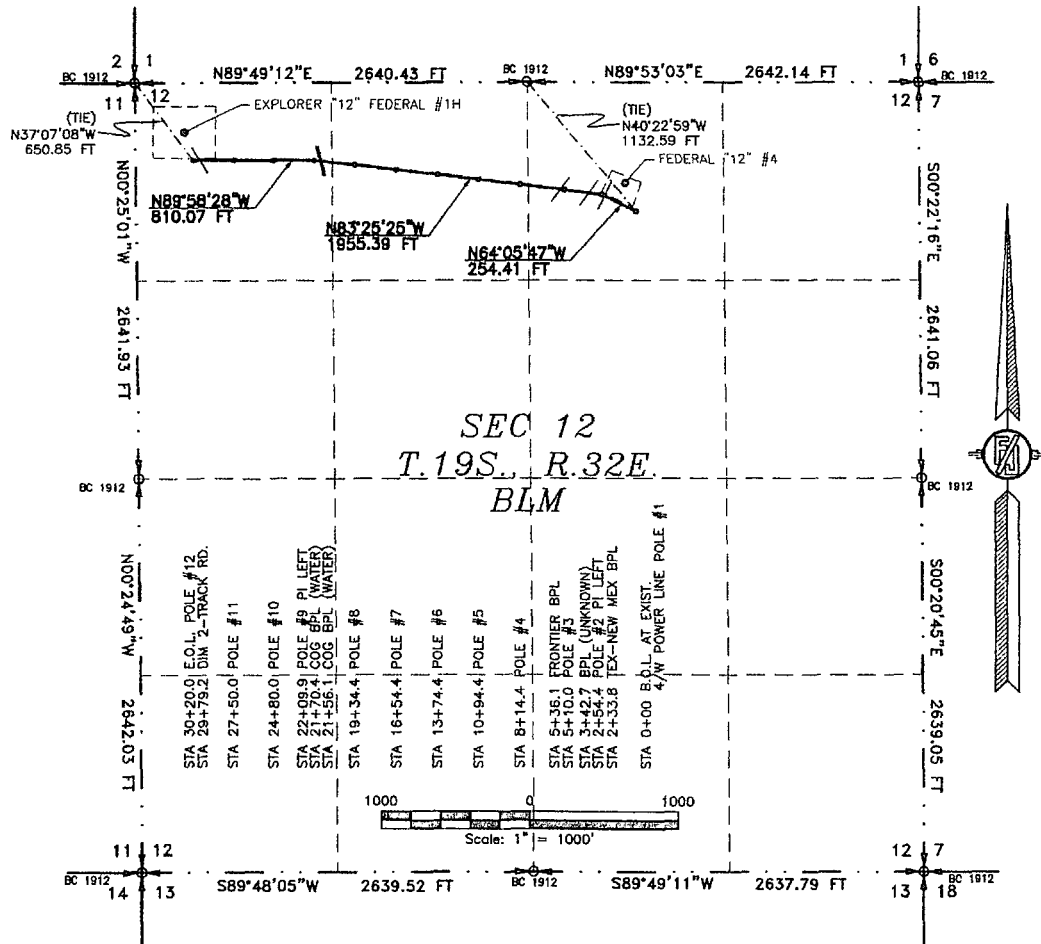 2 1
1 6
BC 1912
N89°49'12"E 2640.43 FT
BC 1912
N89°53'03"E 2642.14 FT
BC 1912
11 12
12 7
EXPLORER "12" FEDERAL #1H
(TIE)
N37°07'08"W
650.85 FT
(TIE)
N40°22'59"W
1132.59 FT
FEDERAL "12" #4
N89°58'28"W
810.07 FT
N83°25'25"W
1955.39 FT
N64°05'47"W
254.41 FT
N00°25'01"W 2641.93 FT
S00°22'16"E 2641.06 FT
SEC 12
T.19S., R.32E.
BLM
BC 1912
BC 1912
N00°24'49"W 2642.03 FT
S00°20'45"E 2639.05 FT
STA 30+20.0 E.O.L. POLE #12
STA 29+79.2 DIM 2-TRACK RD.
STA 27+50.0 POLE #11
STA 24+80.0 POLE #10
STA 22+09.9 POLE #9 PI LEFT
STA 21+70.4 COG BPL (WATER)
STA 21+56.1 COG BPL (WATER)
STA 19+34.4 POLE #8
STA 16+54.4 POLE #7
STA 13+74.4 POLE #6
STA 10+94.4 POLE #5
STA 8+14.4 POLE #4
STA 5+36.1 FRONTIER BPL
STA 5+10.0 POLE #3
STA 3+42.7 BPL (UNKNOWN)
STA 2+54.4 POLE #2 PI LEFT
STA 2+33.8 TEX-NEW MEX BPL
STA 0+00 B.O.L. AT EXIST.
4/W POWER LINE POLE #1
1000 0 1000
Scale: 1" = 1000'
11 12
12 7
BC 1912
BC 1912
BC 1912
14 13
S89°48'05"W 2639.52 FT
S89°49'11"W 2637.79 FT
13 18